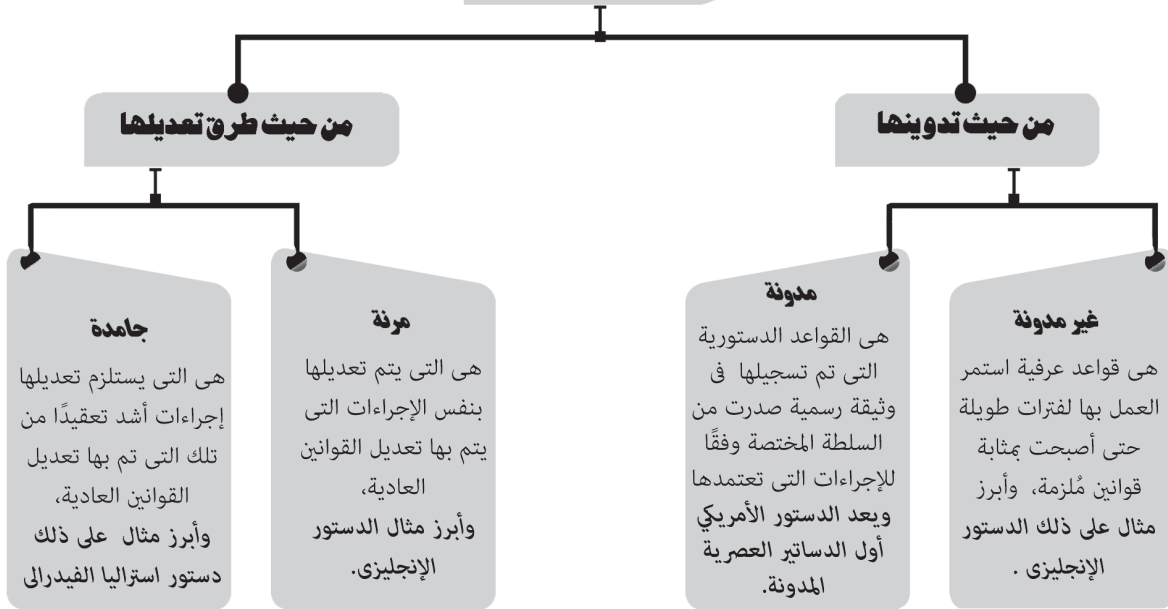 من حيث تدوينها
من حيث طرق تعديلها
غير مدونة
هى قواعد عرفية استمر
العمل بها لفترات طويلة
حتى أصبحت بمثابة
قوانين مُلزمة، وأبرز
مثال على ذلك الدستور
الإنجليزى .
مدونة
هى القواعد الدستورية
التى تم تسجيلها فى
وثيقة رسمية صدرت من
السلطة المختصة وفقًا
للإجراءات التى تعتمدها
ويعد الدستور الأمريكي
أول الدساتير العصرية
المدونة.
مرنة
هى التى يتم تعديلها
بنفس الإجراءات التى
يتم بها تعديل القوانين
العادية،
وأبرز مثال الدستور
الإنجليزى.
جامدة
هى التى يستلزم تعديلها
إجراءات أشد تعقيدًا من
تلك التى تم بها تعديل
القوانين العادية،
وأبرز مثال على ذلك
دستور استراليا الفيدرالى